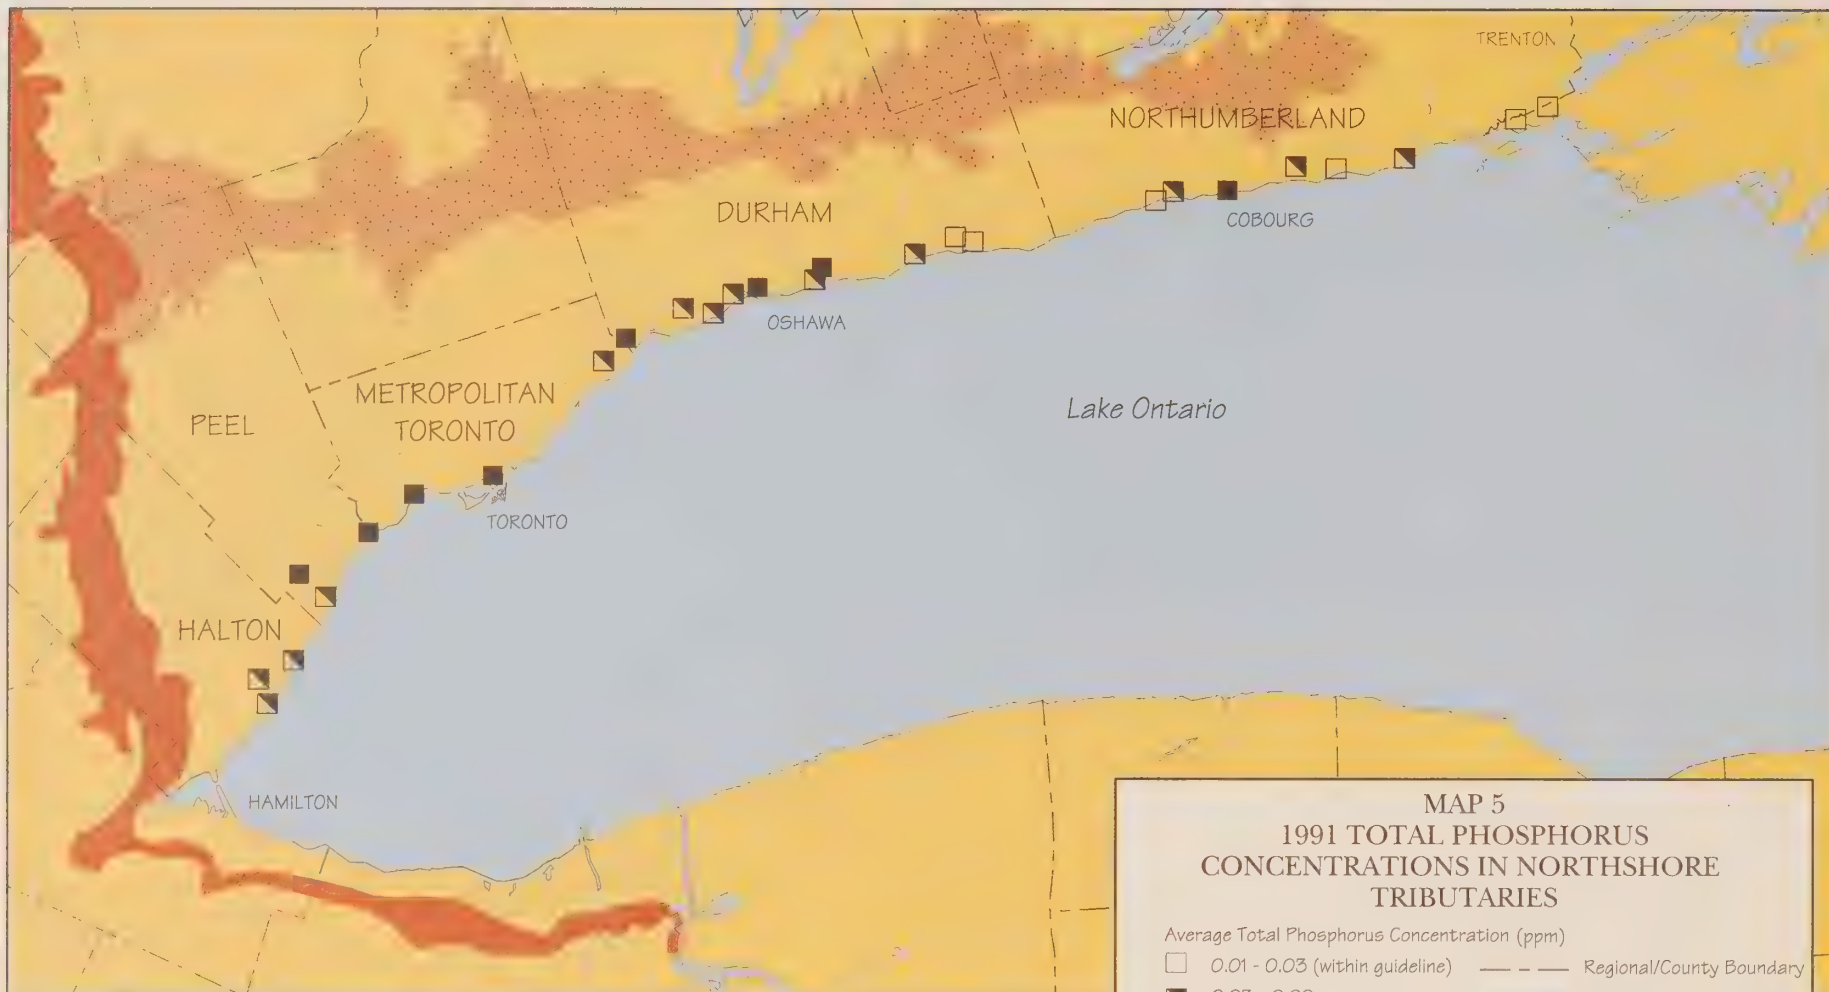 TRENTON
NORTHUMBERLAND
DURHAM
COBOURG
OSHAWA
METROPOLITAN
TORONTO
PEEL
Lake Ontario
TORONTO
HALTON
HAMILTON
MAP 5
1991 TOTAL PHOSPHORUS
CONCENTRATIONS IN NORTHSHORE
TRIBUTARIES
Average Total Phosphorus Concentration (ppm)
0.01 - 0.03 (within guideline)
Regional/County Boundary